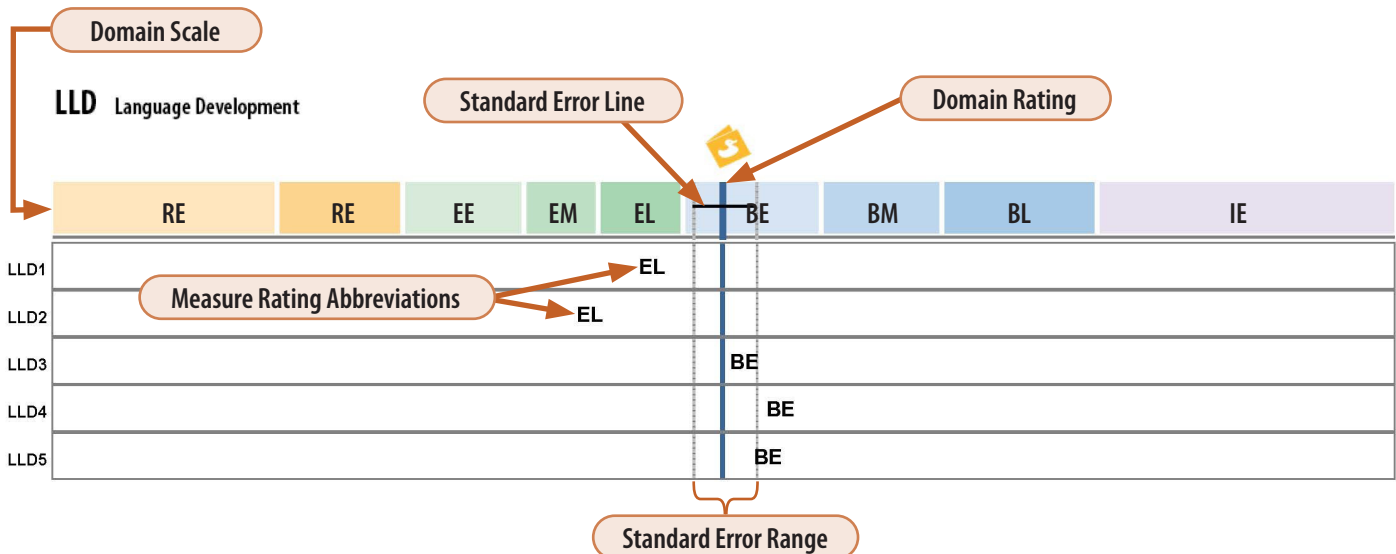 Domain Scale
LLD Language Development
Standard Error Line
Domain Rating
RE RE EE EM EL BE BM BL IE
LLD1 EL
Measure Rating Abbreviations
LLD2 EL
LLD3 BE
LLD4 BE
LLD5 BE
Standard Error Range